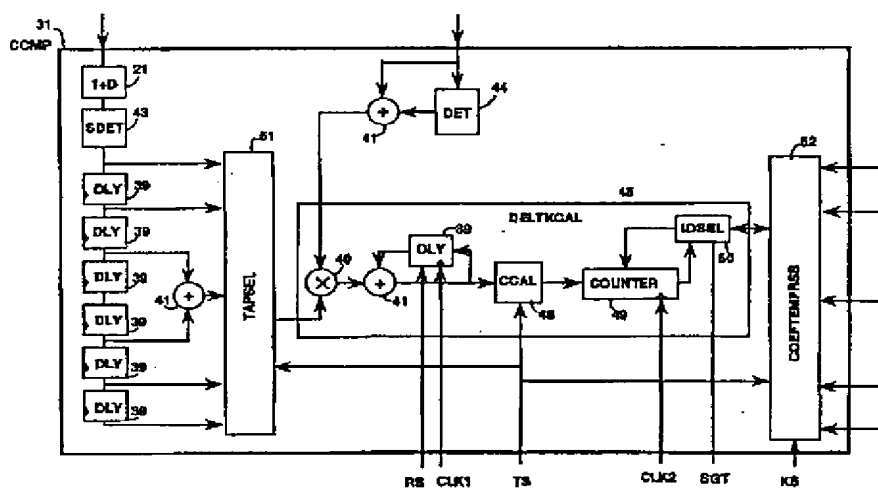 31
CCMP
1+D
21
SDET
43
DLY
39
DLY
39
DLY
39
DLY
39
DLY
39
DLY
39
+
41
51
TAPSEL
+
41
DET
44
45
DELTKCAL
×
40
+
41
DLY
39
CCAL
48
COUNTER
49
LDSEL
50
52
COEFTEMPRSS
RS
CLK1
TS
CLK2
SGT
KS